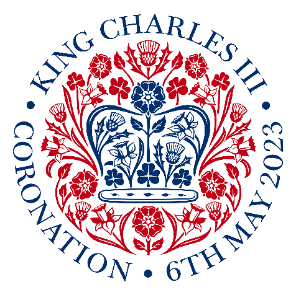 KING CHARLES III
CORONATION • 6TH MAY 2023